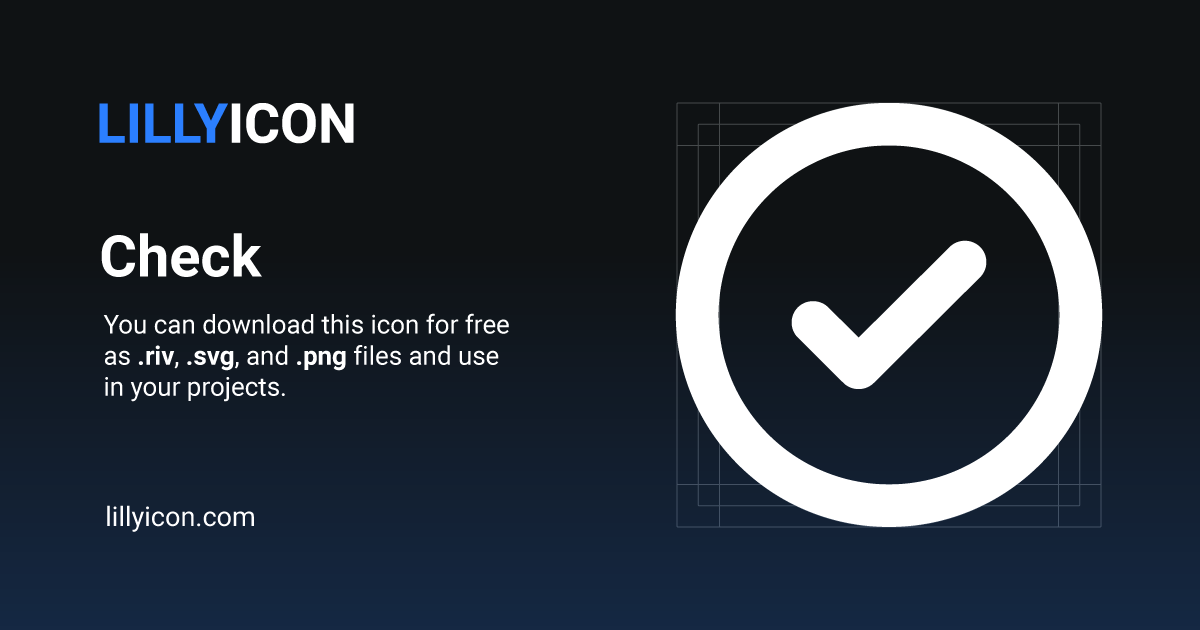 LILLYICON
Check
You can download this icon for free
as .riv, .svg, and .png files and use
in your projects.
lillyicon.com